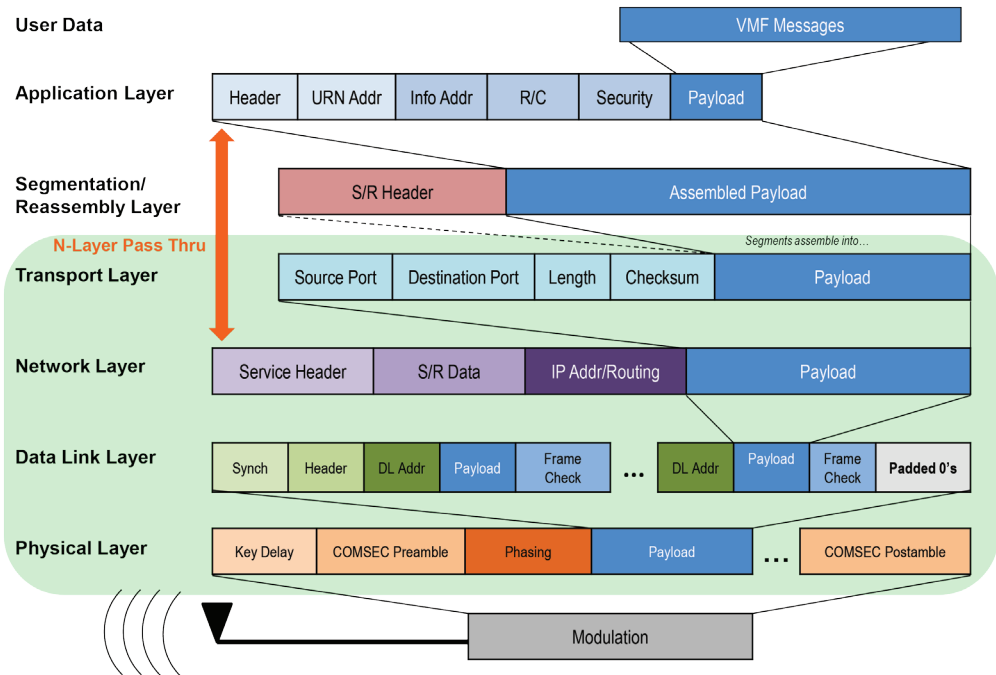 User Data
VMF Messages
Application Layer
Header
URN Addr
Info Addr
R/C
Security
Payload
Segmentation/
Reassembly Layer
S/R Header
Assembled Payload
N-Layer Pass Thru
Segments assemble into...
Transport Layer
Source Port
Destination Port
Length
Checksum
Payload
Network Layer
Service Header
S/R Data
IP Addr/Routing
Payload
Data Link Layer
Synch
Header
DL Addr
Payload
Frame
Check
...
DL Addr
Payload
Frame
Check
Padded 0's
Physical Layer
Key Delay
COMSEC Preamble
Phasing
Payload
...
COMSEC Postamble
Modulation